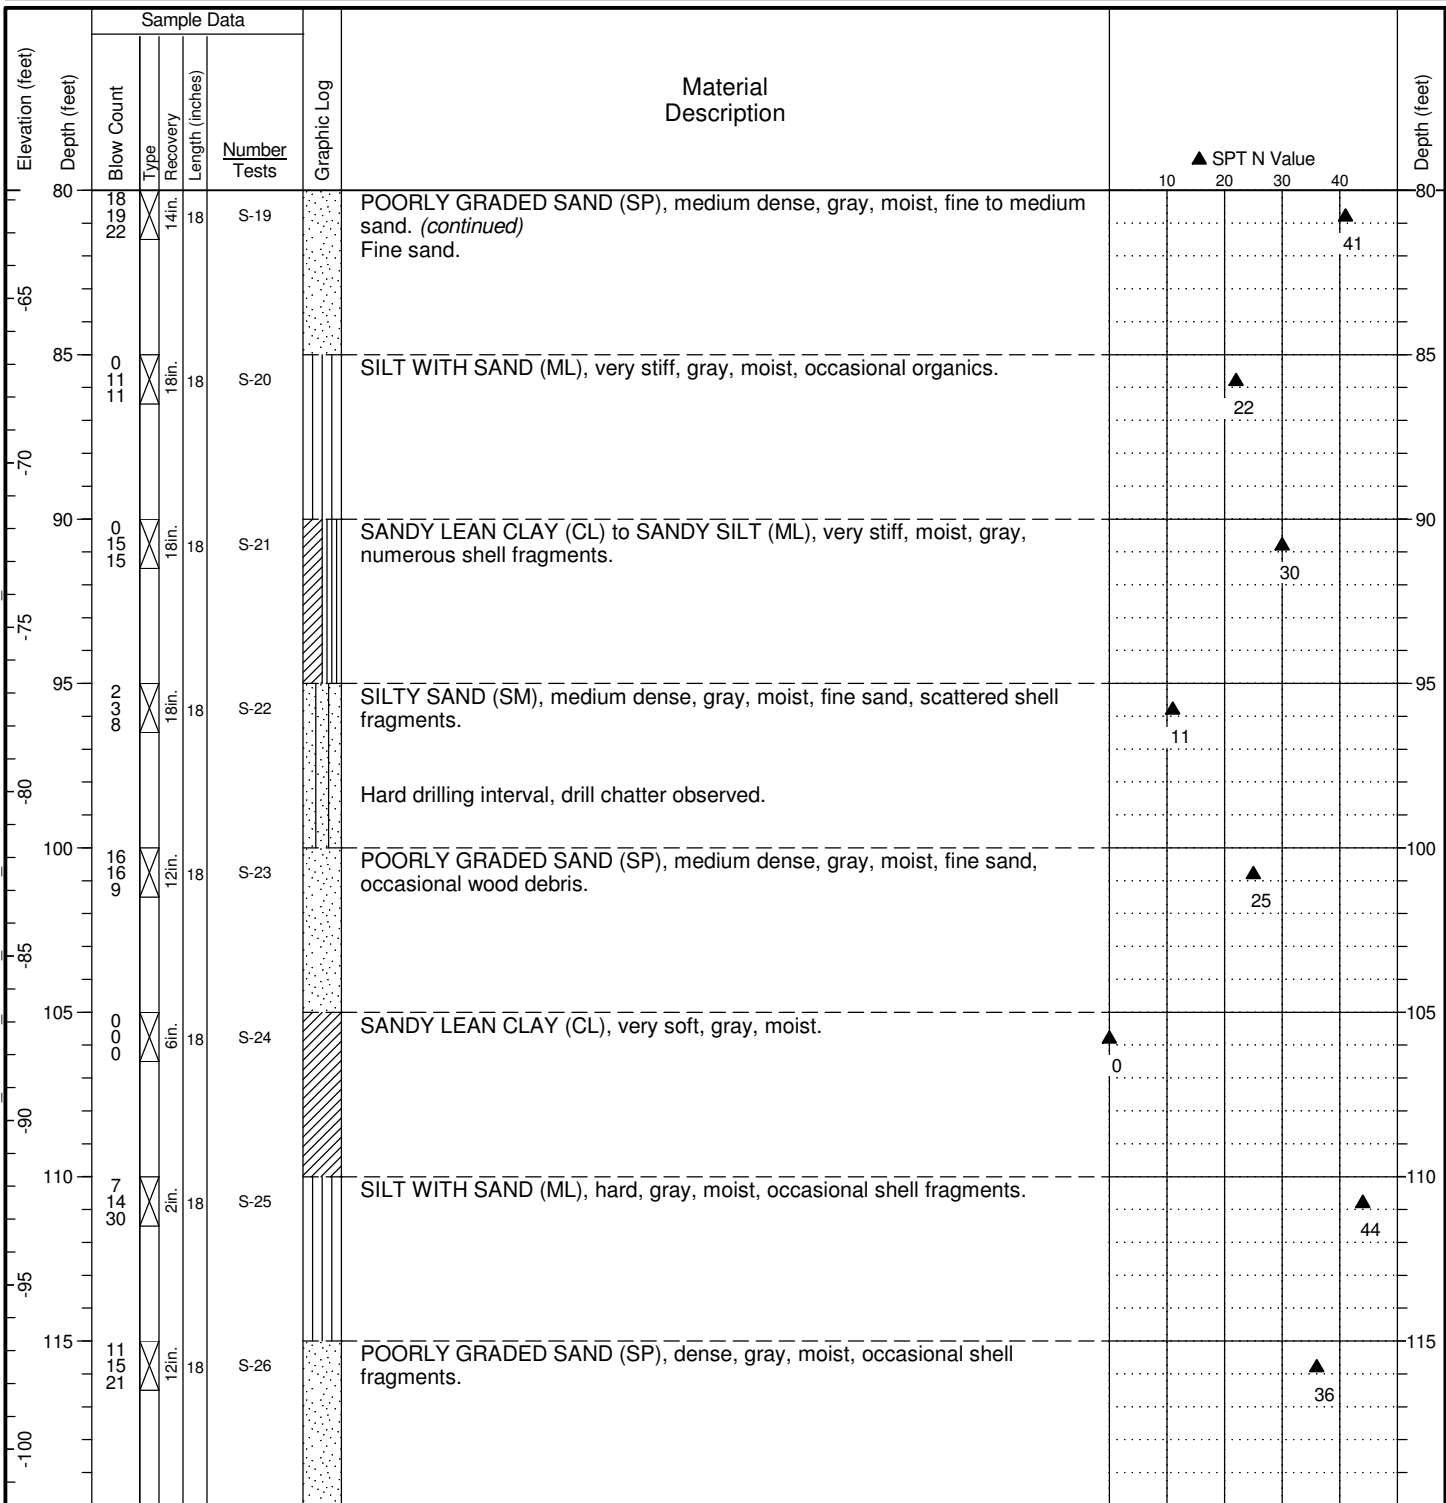 Sample Data
Elevation (feet)
Depth (feet)
Blow Count
Type
Recovery
Length (inches)
Number
Tests
Graphic Log
Material
Description
▲ SPT N Value
10 20 30 40
Depth (feet)
80
18
19
22
14in.
18
S-19
POORLY GRADED SAND (SP), medium dense, gray, moist, fine to medium
sand. (continued)
Fine sand.
41
80
-65
85
0
11
11
18in.
18
S-20
SILT WITH SAND (ML), very stiff, gray, moist, occasional organics.
22
85
-70
90
0
15
15
18in.
18
S-21
SANDY LEAN CLAY (CL) to SANDY SILT (ML), very stiff, moist, gray,
numerous shell fragments.
30
90
-75
95
2
3
8
18in.
18
S-22
SILTY SAND (SM), medium dense, gray, moist, fine sand, scattered shell
fragments.
11
95
-80
Hard drilling interval, drill chatter observed.
100
16
16
9
12in.
18
S-23
POORLY GRADED SAND (SP), medium dense, gray, moist, fine sand,
occasional wood debris.
25
100
-85
105
0
0
0
6in.
18
S-24
SANDY LEAN CLAY (CL), very soft, gray, moist.
0
105
-90
110
7
14
30
2in.
18
S-25
SILT WITH SAND (ML), hard, gray, moist, occasional shell fragments.
44
110
-95
115
11
15
21
12in.
18
S-26
POORLY GRADED SAND (SP), dense, gray, moist, occasional shell
fragments.
36
115
-100